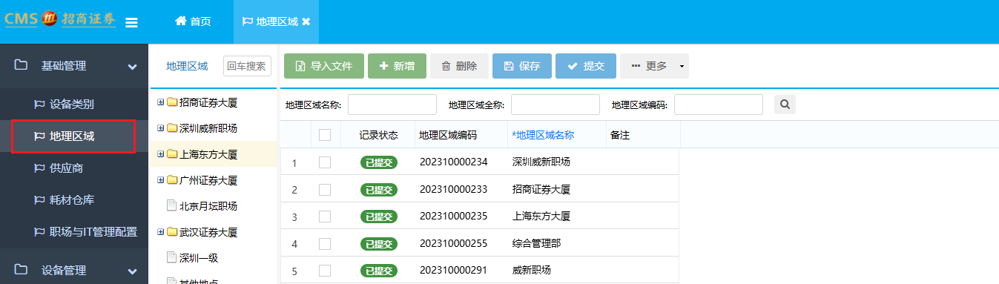 CMS 招商证券
首页
地理区域
基础管理
设备类别
地理区域
供应商
耗材仓库
职场与IT管理配置
设备管理
地理区域 回车搜索
招商证券大厦
深圳威新职场
上海东方大厦
广州证券大厦
北京月坛职场
武汉证券大厦
深圳一级
其他地点
导入文件 新增 删除 保存 提交 更多
地理区域名称: 地理区域全称: 地理区域编码:
记录状态 地理区域编码 *地理区域名称 备注
1 已提交 202310000234 深圳威新职场
2 已提交 202310000233 招商证券大厦
3 已提交 202310000235 上海东方大厦
4 已提交 202310000255 综合管理部
5 已提交 202310000291 威新职场